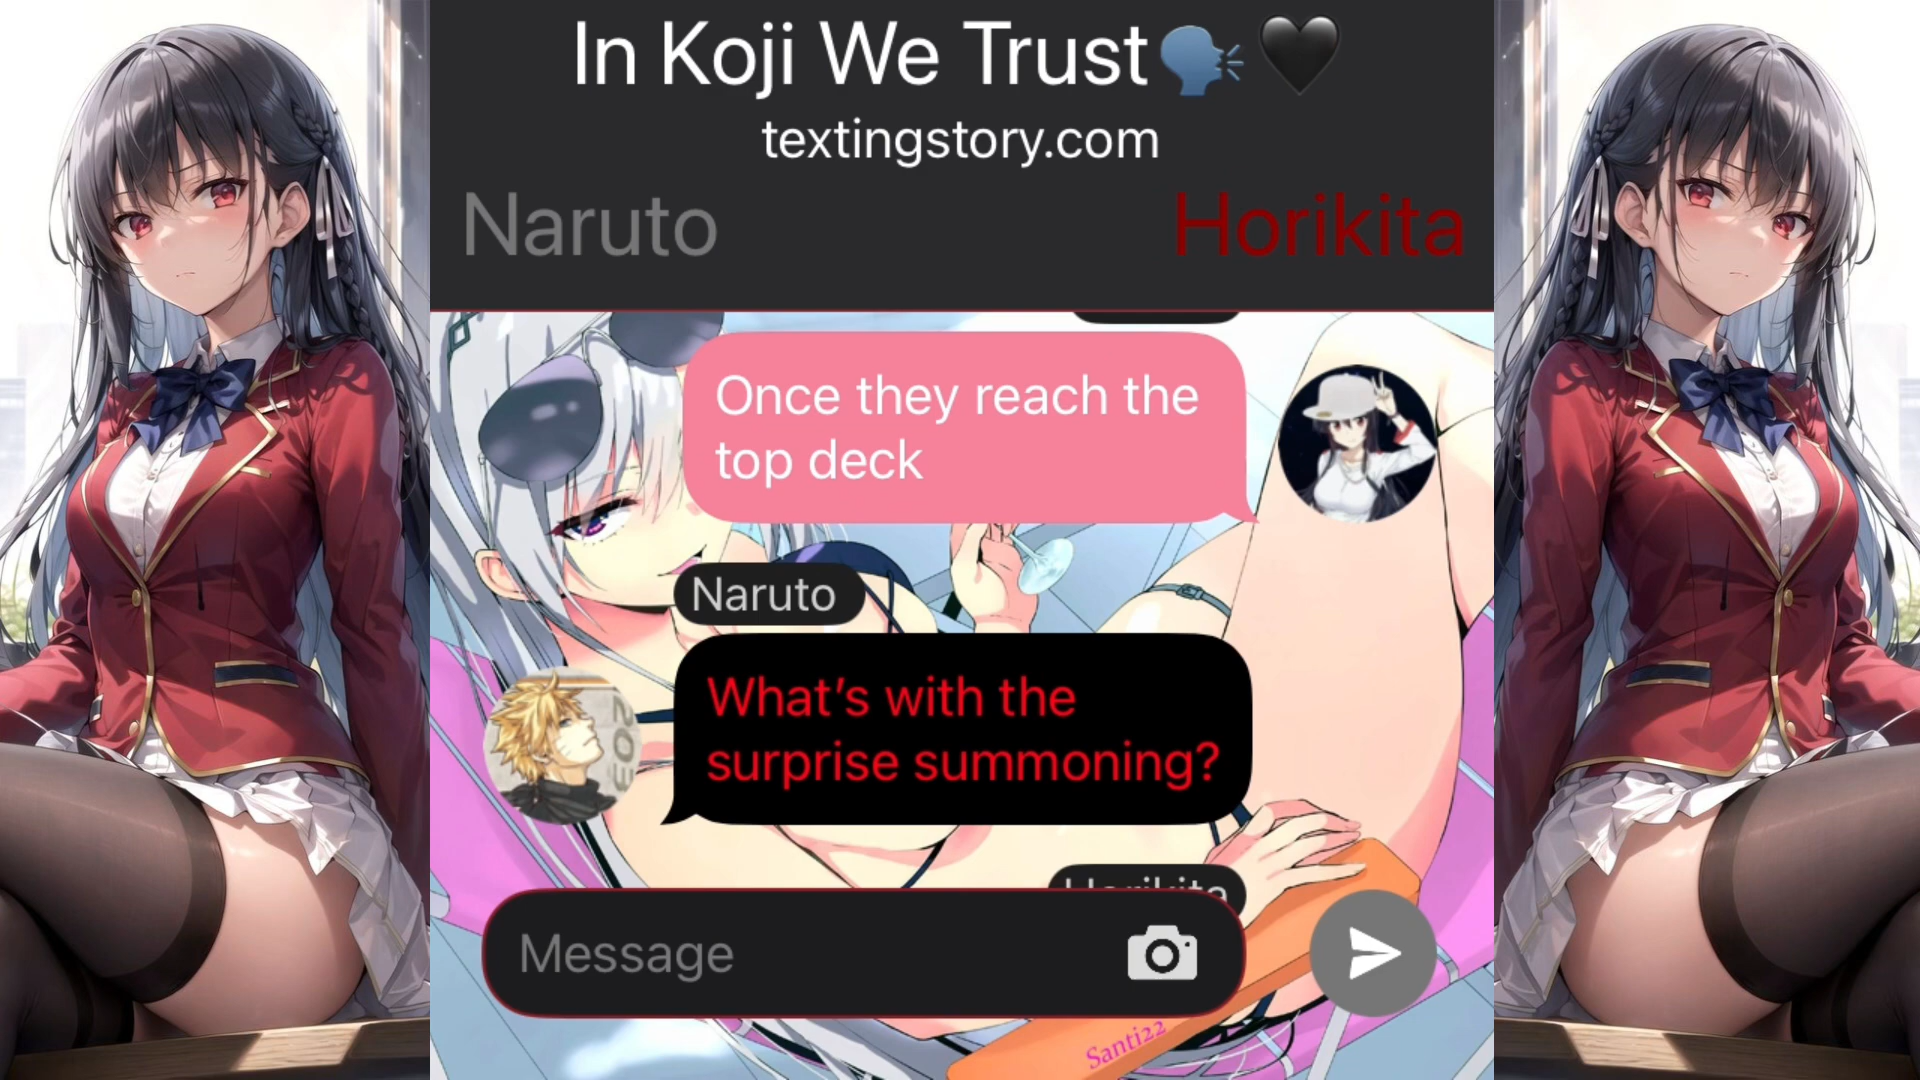 In Koji We Trust🗣️🖤
textingstory.com
Naruto
Horikita
Once they reach the
top deck
Naruto
What's with the
surprise summoning?
Horikita
Message
Santi22